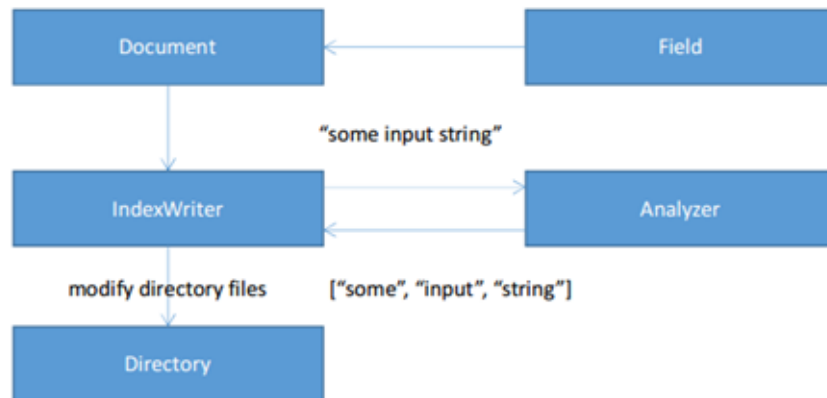 Document
Field
“some input string”
IndexWriter
Analyzer
modify directory files
[“some”, “input”, “string”]
Directory